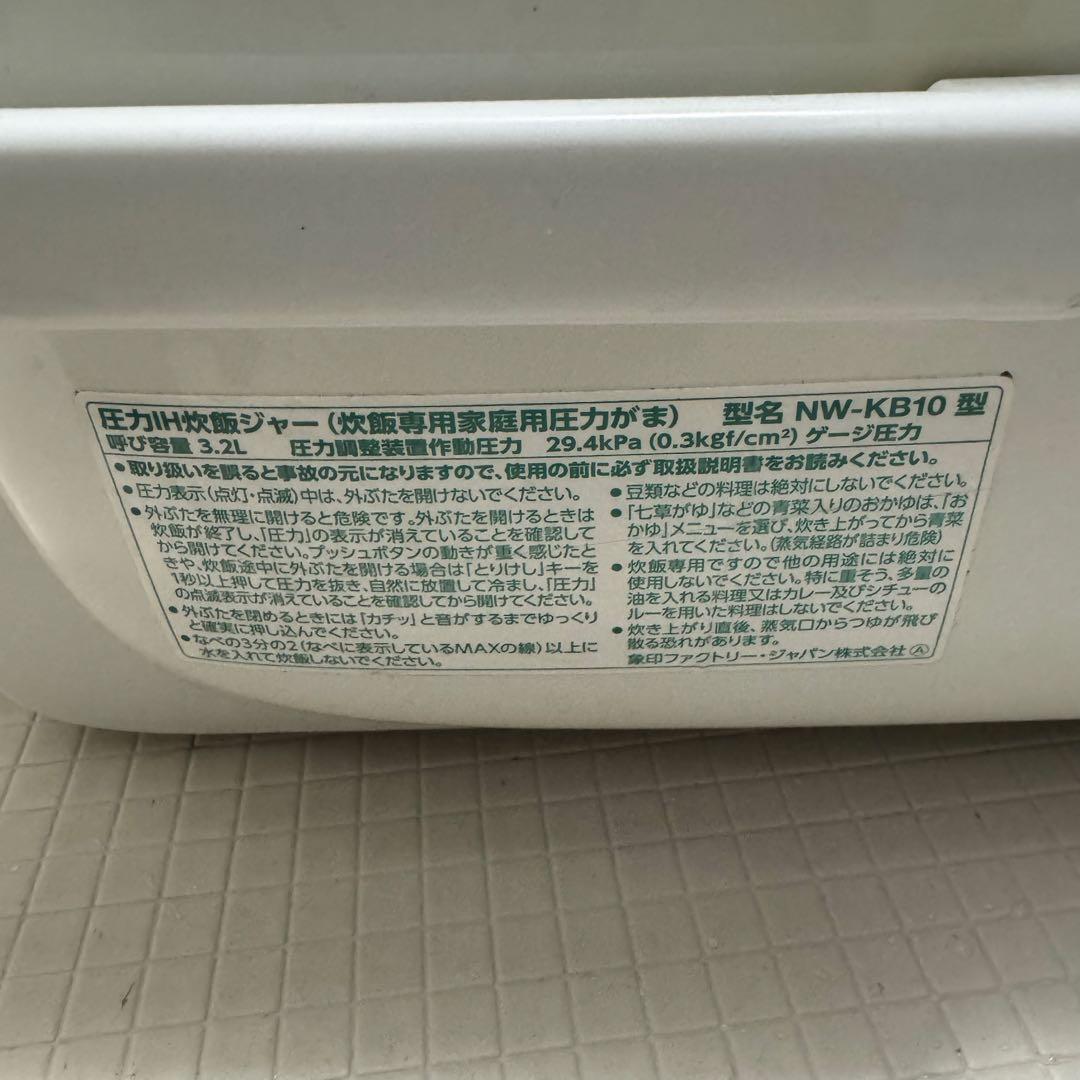 圧力IH炊飯ジャー（炊飯専用家庭用圧力がま） 型名 NW-KB10 型
呼び容量 3.2L 圧力調整装置作動圧力 29.4kPa (0.3kgf/cm²) ゲージ圧力
●取り扱いを誤ると事故の元になりますので、使用の前に必ず取扱説明書をお読みください。
●圧力表示（点灯・点滅）中は、外ぶたを開けないでください。
●外ぶたを無理に開けると危険です。外ぶたを開けるときは
炊飯が終了し、「圧力」の表示が消えていることを確認して
から開けてください。プッシュボタンの動きが重く感じたと
きや、炊飯途中に外ぶたを開ける場合は「とりけし」キーを
1秒以上押して圧力を抜き、自然に放置して冷まし、「圧力」
の点滅表示が消えていることを確認してから開けてください。
●外ぶたを閉めるときには「カチッ」と音がするまでゆっくり
と確実に押し込んでください。
●なべの3分の2（なべに表示しているMAXの線）以上に
水を入れて炊飯しないでください。
●豆類などの料理は絶対にしないでください。
●「七草がゆ」などの青菜入りのおかゆは、「お
かゆ」メニューを選び、炊き上がってから青菜
を入れてください。（蒸気経路が詰まり危険）
●炊飯専用ですので他の用途には絶対に
使用しないでください。特に重そう、多量の
油を入れる料理又はカレー及びシチューの
ルーを用いた料理はしないでください。
●炊き上がり直後、蒸気口からつゆが飛び
散る恐れがあります。
象印ファクトリー・ジャパン株式会社 Ⓐ